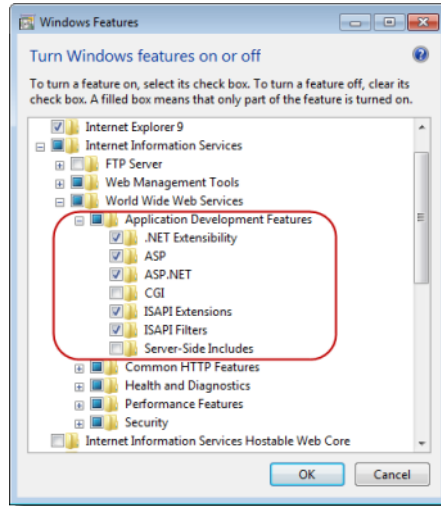 Windows Features
Turn Windows features on or off
To turn a feature on, select its check box. To turn a feature off, clear its
check box. A filled box means that only part of the feature is turned on.
Internet Explorer 9
Internet Information Services
FTP Server
Web Management Tools
World Wide Web Services
Application Development Features
.NET Extensibility
ASP
ASP.NET
CGI
ISAPI Extensions
ISAPI Filters
Server-Side Includes
Common HTTP Features
Health and Diagnostics
Performance Features
Security
Internet Information Services Hostable Web Core
OK
Cancel